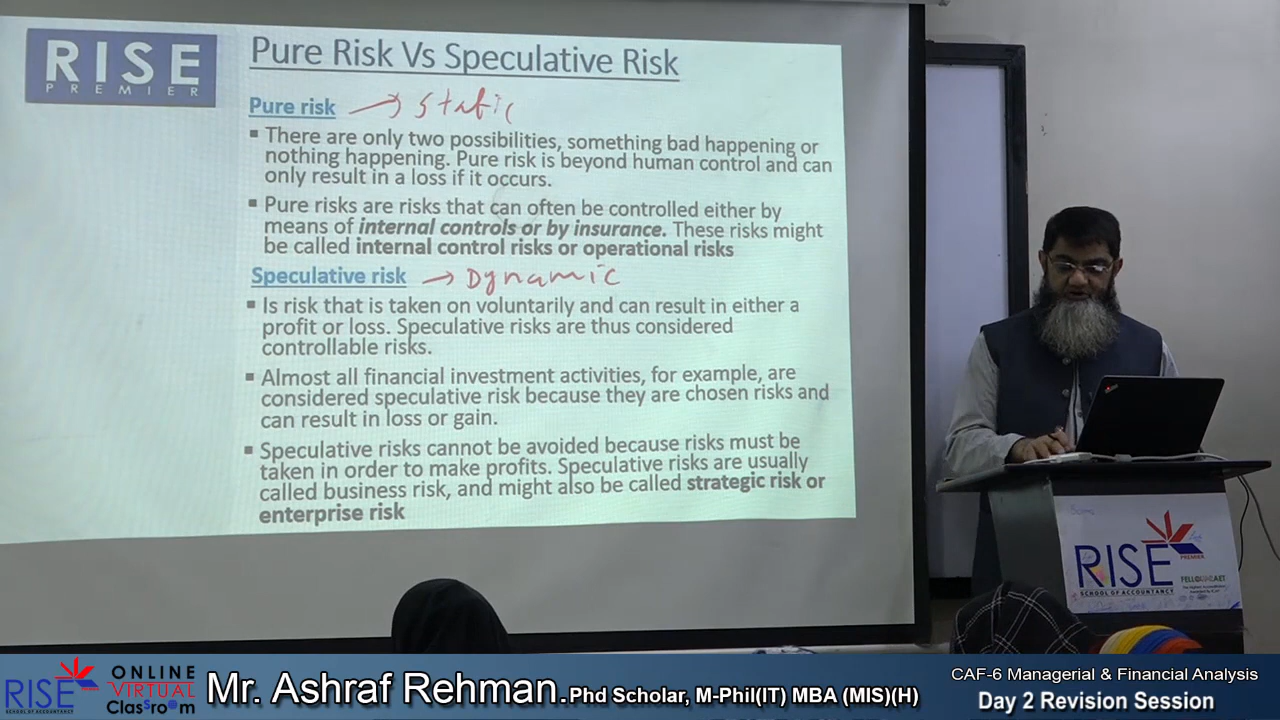 RISE
PREMIER
Pure Risk Vs Speculative Risk
Pure risk → Static
▪ There are only two possibilities, something bad happening or
nothing happening. Pure risk is beyond human control and can
only result in a loss if it occurs.
▪ Pure risks are risks that can often be controlled either by
means of internal controls or by insurance. These risks might
be called internal control risks or operational risks
Speculative risk → Dynamic
▪ Is risk that is taken on voluntarily and can result in either a
profit or loss. Speculative risks are thus considered
controllable risks.
▪ Almost all financial investment activities, for example, are
considered speculative risk because they are chosen risks and
can result in loss or gain.
▪ Speculative risks cannot be avoided because risks must be
taken in order to make profits. Speculative risks are usually
called business risk, and might also be called strategic risk or
enterprise risk
RISE
PREMIER
SCHOOL OF ACCOUNTANCY
RISE
SCHOOL OF ACCOUNTANCY
ONLINE
VIRTUAL
ClasSroom
Mr. Ashraf Rehman.Phd Scholar, M-Phil(IT) MBA (MIS)(H)
CAF-6 Managerial & Financial Analysis
Day 2 Revision Session